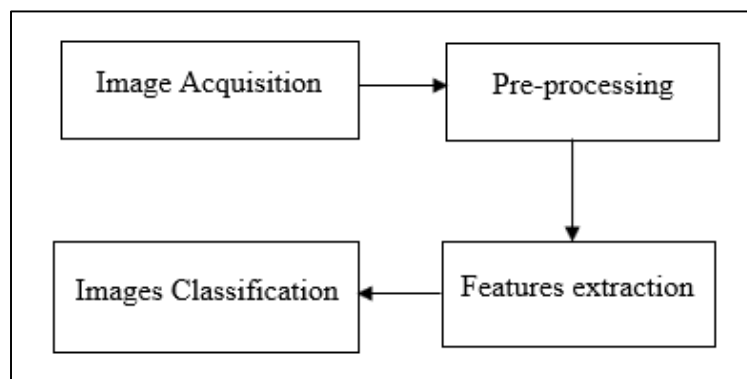 Image Acquisition
Pre-processing
Features extraction
Images Classification